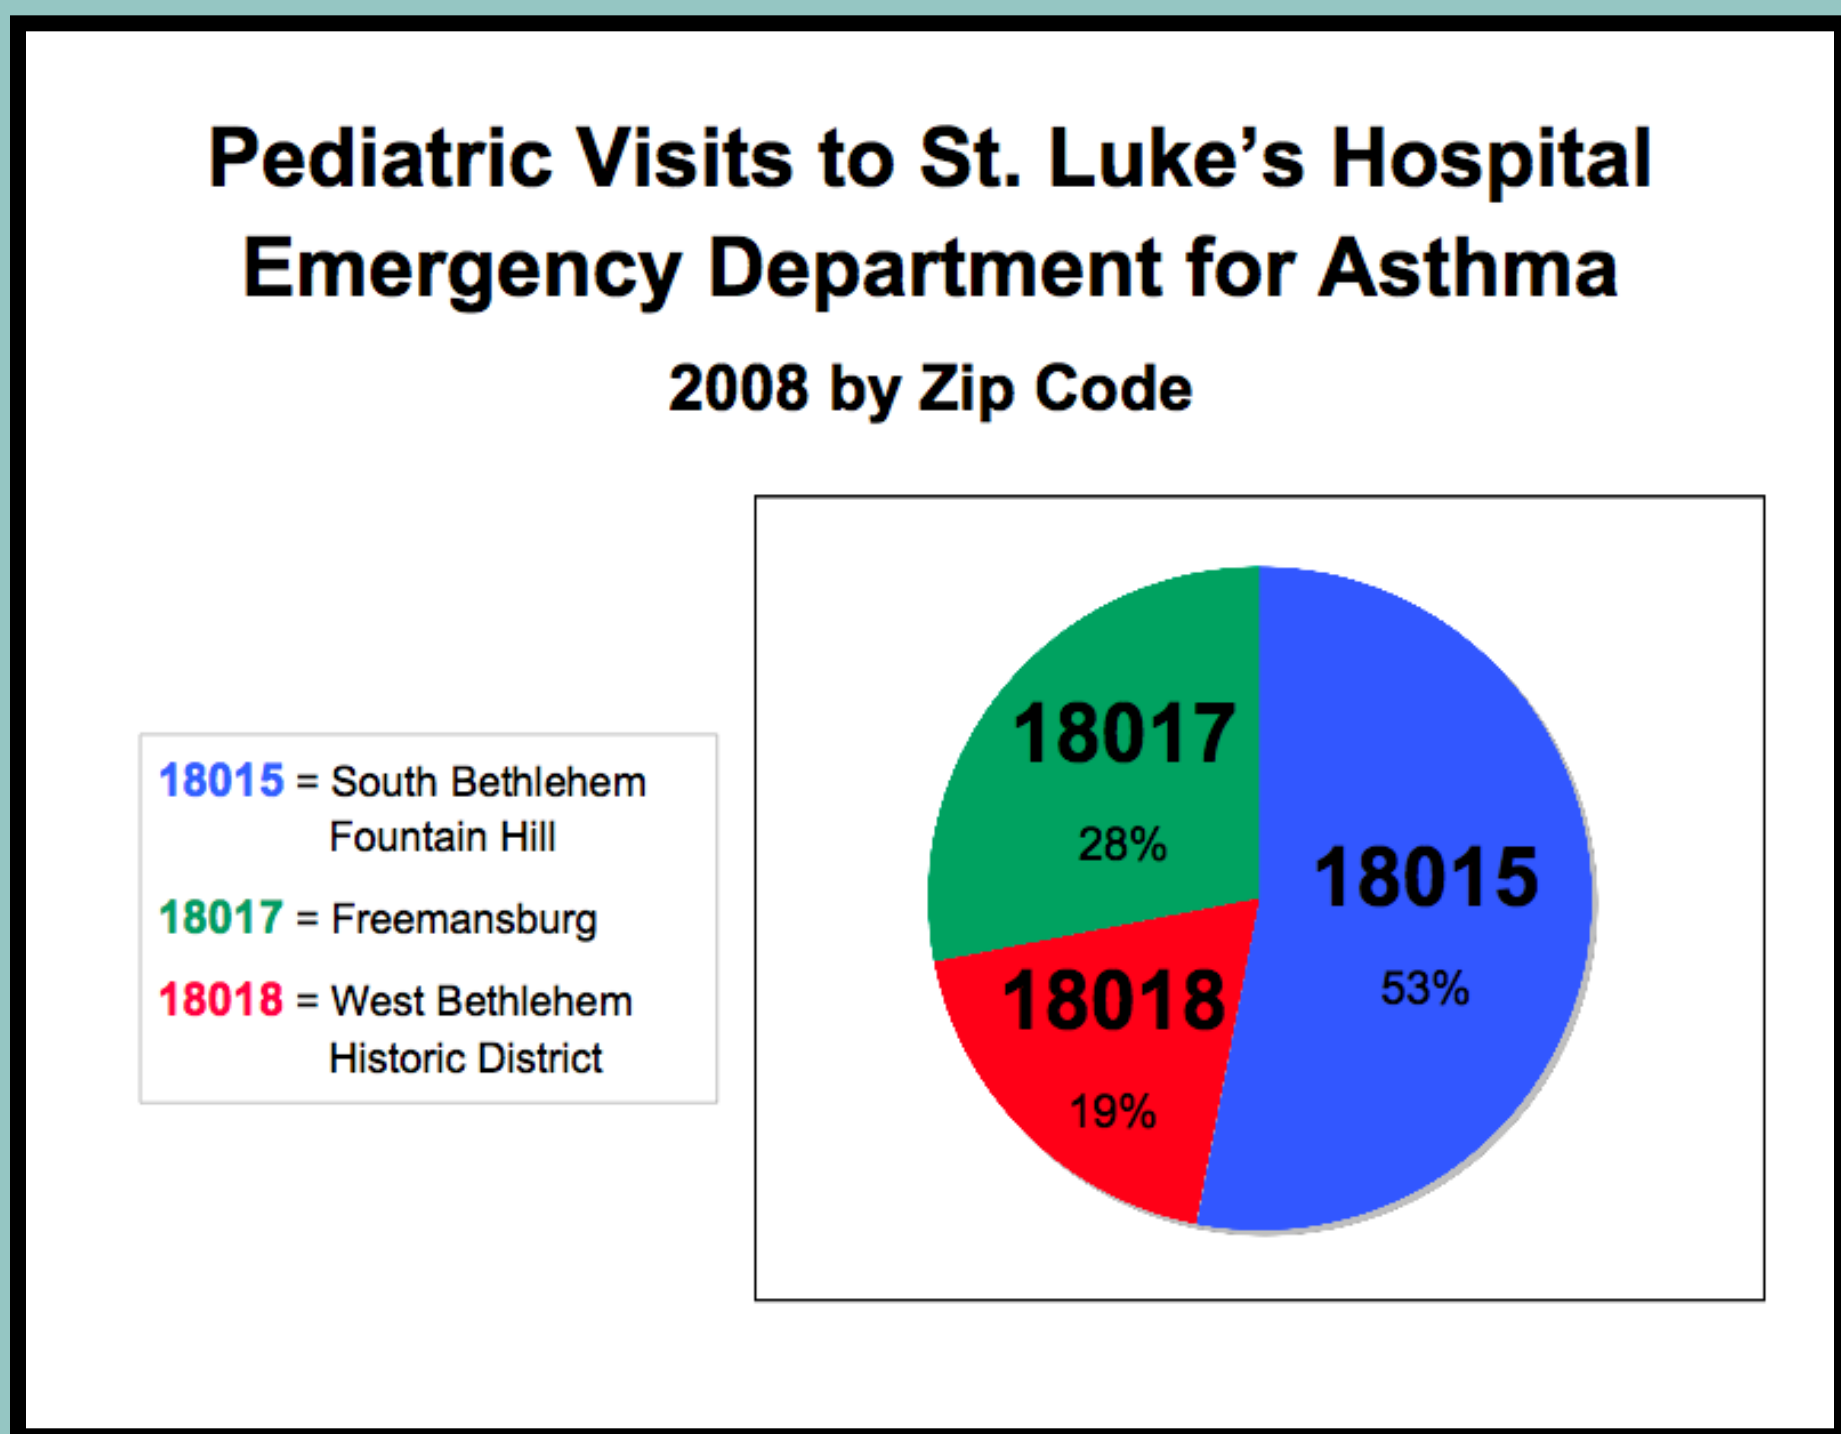 Pediatric Visits to St. Luke’s Hospital
Emergency Department for Asthma
2008 by Zip Code
18015 = South Bethlehem
Fountain Hill
18017 = Freemansburg
18018 = West Bethlehem
Historic District
18017
28%
18015
53%
18018
19%